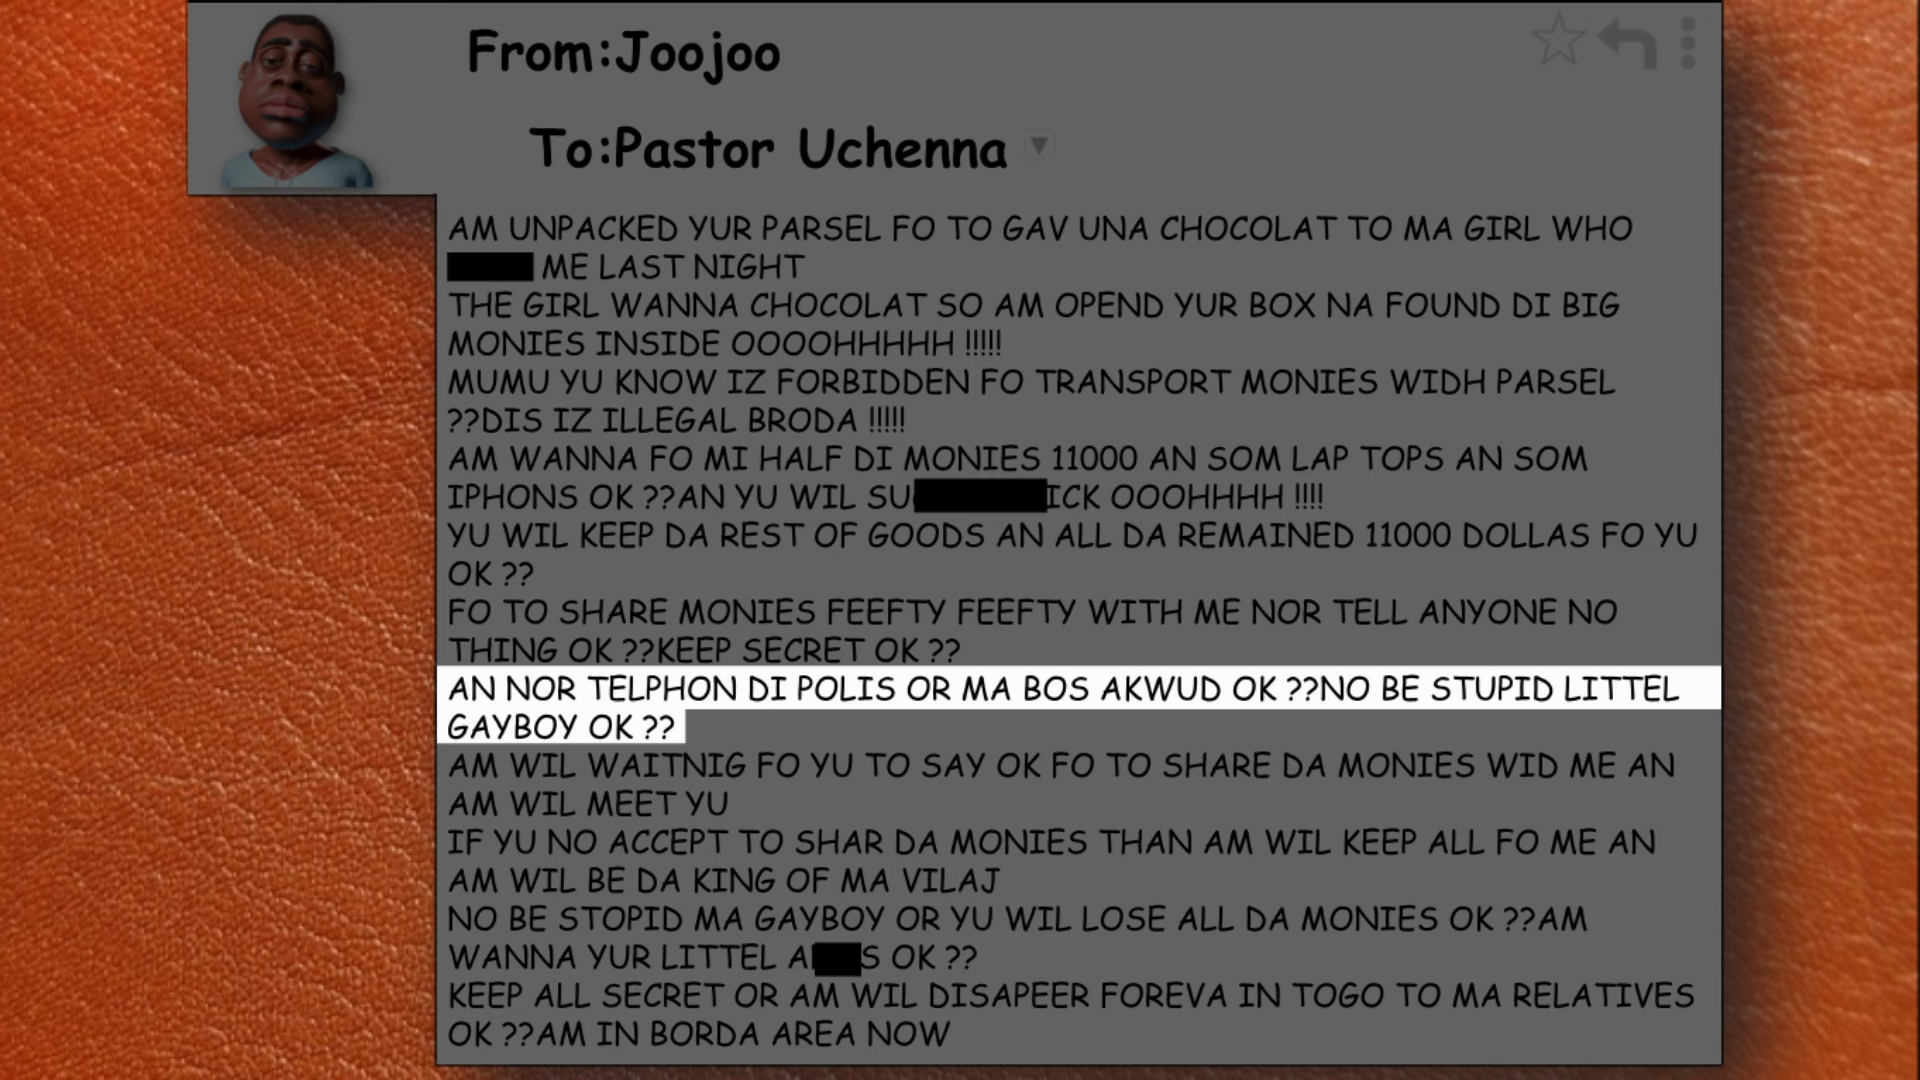 From:Joojoo
To:Pastor Uchenna
AM UNPACKED YUR PARSEL FO TO GAV UNA CHOCOLAT TO MA GIRL WHO
ME LAST NIGHT
THE GIRL WANNA CHOCOLAT SO AM OPEND YUR BOX NA FOUND DI BIG
MONIES INSIDE OOOOHHHHH !!!!!
MUMU YU KNOW IZ FORBIDDEN FO TRANSPORT MONIES WIDH PARSEL
??DIS IZ ILLEGAL BRODA !!!!!
AM WANNA FO MI HALF DI MONIES 11000 AN SOM LAP TOPS AN SOM
IPHONS OK ??AN YU WIL SU ICK OOOHHHH !!!!
YU WIL KEEP DA REST OF GOODS AN ALL DA REMAINED 11000 DOLLAS FO YU
OK ??
FO TO SHARE MONIES FEEFTY FEEFTY WITH ME NOR TELL ANYONE NO
THING OK ??KEEP SECRET OK ??
AN NOR TELPHON DI POLIS OR MA BOS AKWUD OK ??NO BE STUPID LITTEL
GAYBOY OK ??
AM WIL WAITNIG FO YU TO SAY OK FO TO SHARE DA MONIES WID ME AN
AM WIL MEET YU
IF YU NO ACCEPT TO SHAR DA MONIES THAN AM WIL KEEP ALL FO ME AN
AM WIL BE DA KING OF MA VILAJ
NO BE STOPID MA GAYBOY OR YU WIL LOSE ALL DA MONIES OK ??AM
WANNA YUR LITTEL A S OK ??
KEEP ALL SECRET OR AM WIL DISAPEER FOREVA IN TOGO TO MA RELATIVES
OK ??AM IN BORDA AREA NOW